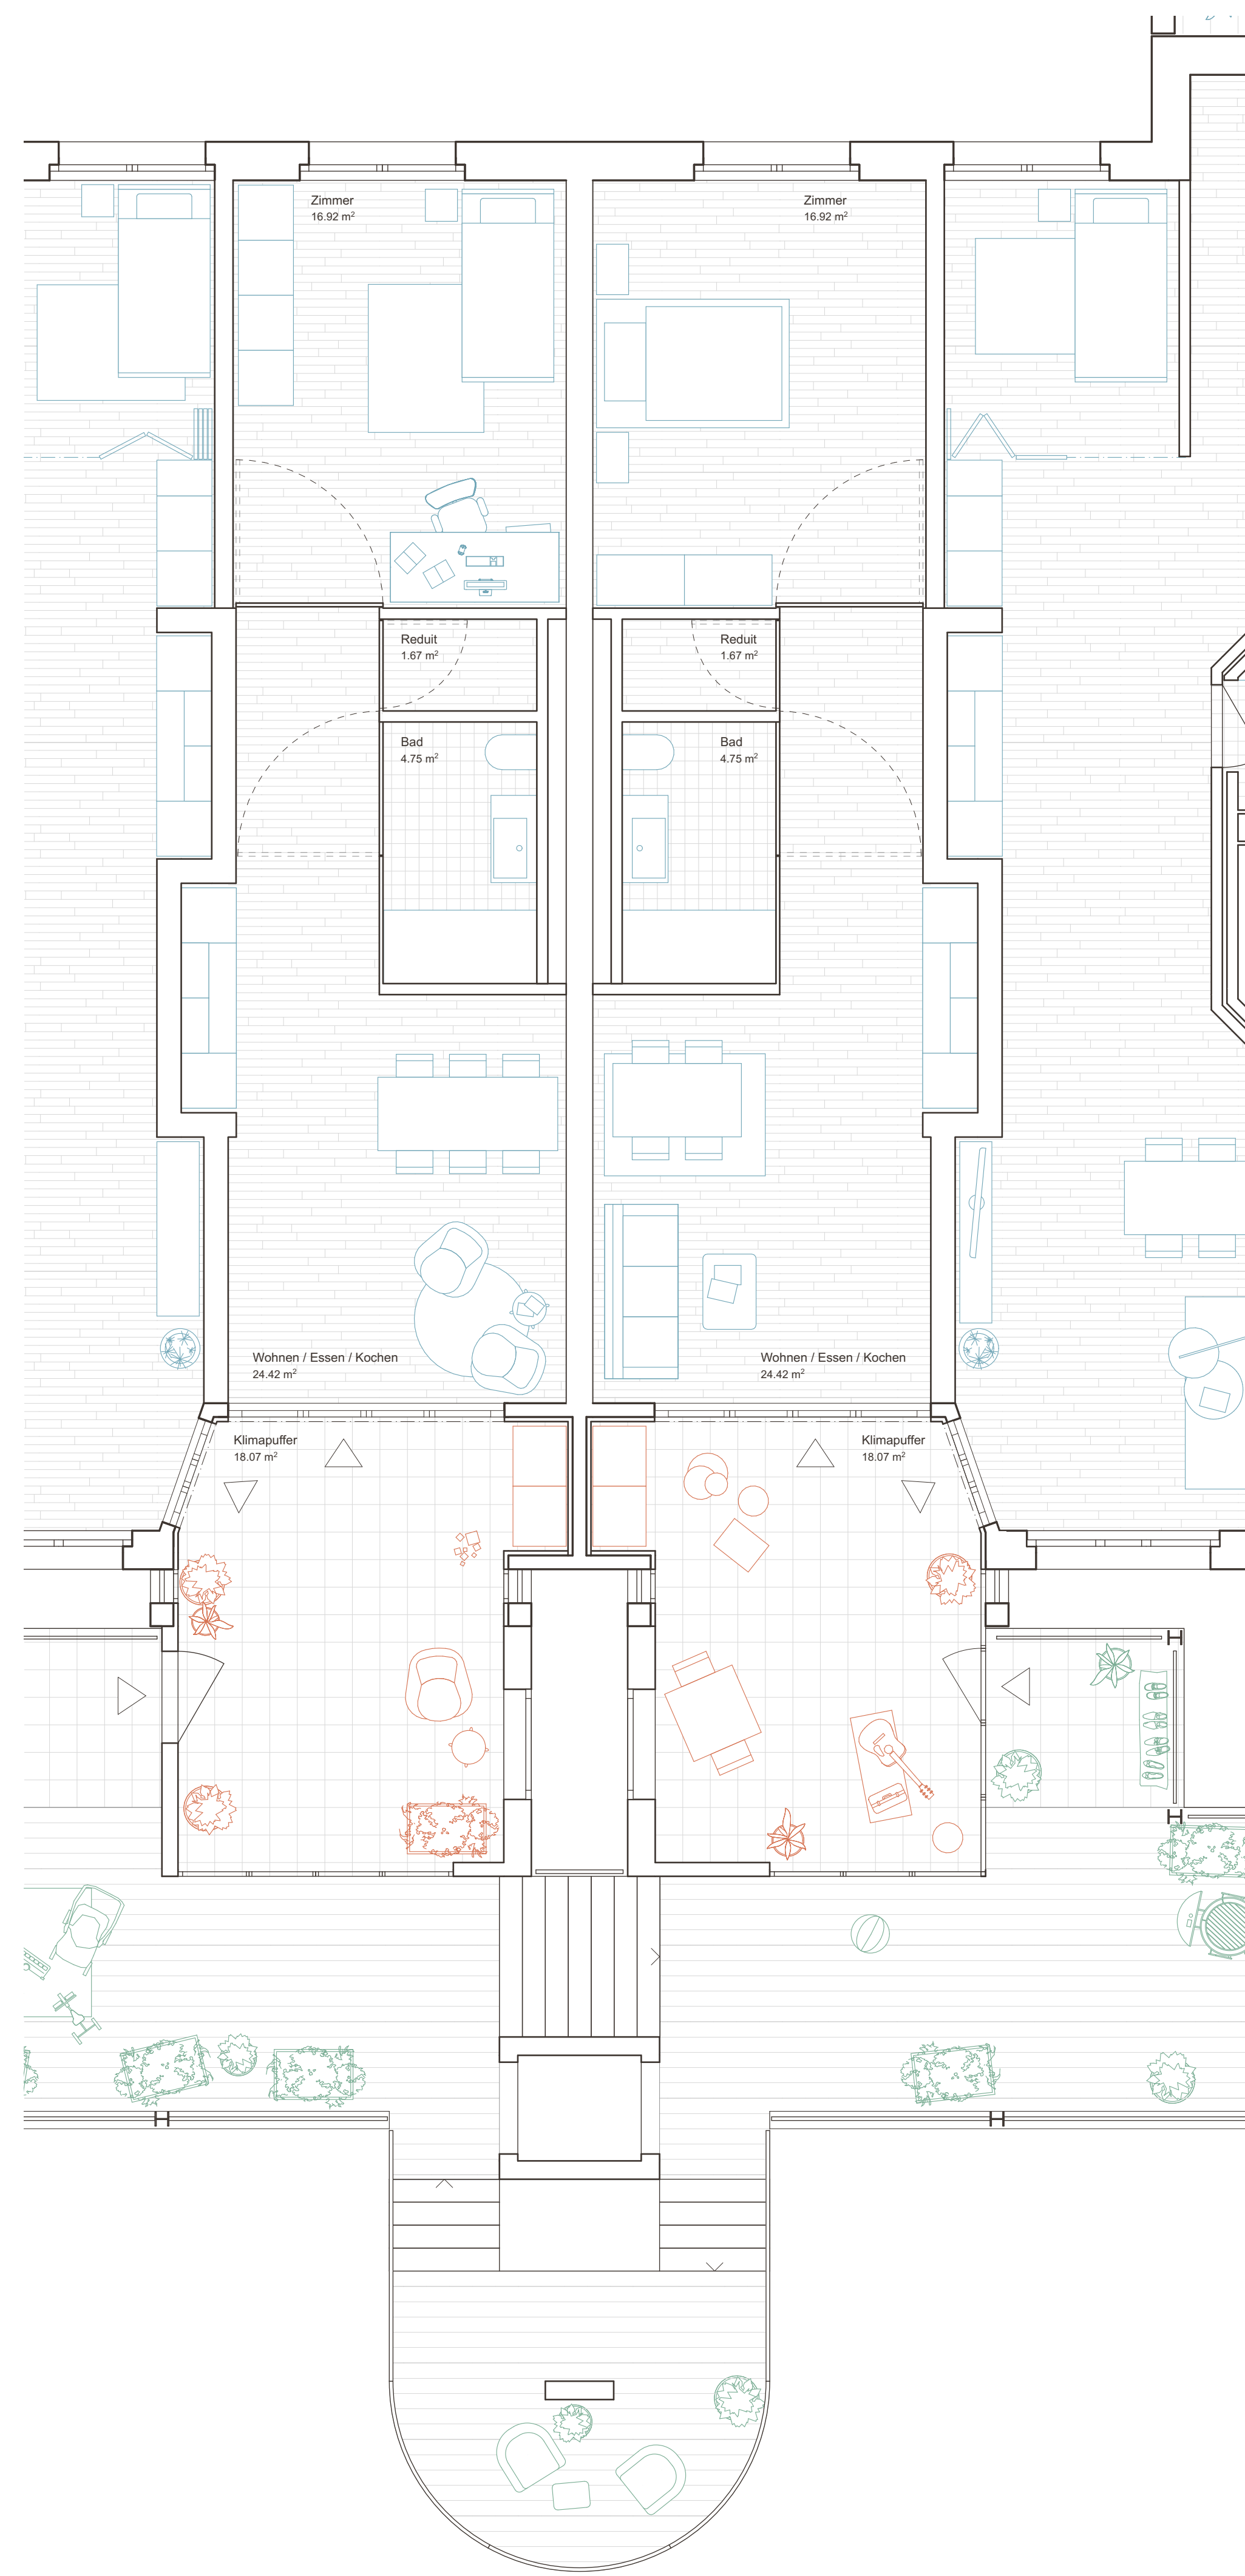 Zimmer
16.92 m²
Zimmer
16.92 m²
Reduit
1.67 m²
Reduit
1.67 m²
Bad
4.75 m²
Bad
4.75 m²
Wohnen / Essen / Kochen
24.42 m²
Wohnen / Essen / Kochen
24.42 m²
Klimapuffer
18.07 m²
Klimapuffer
18.07 m²